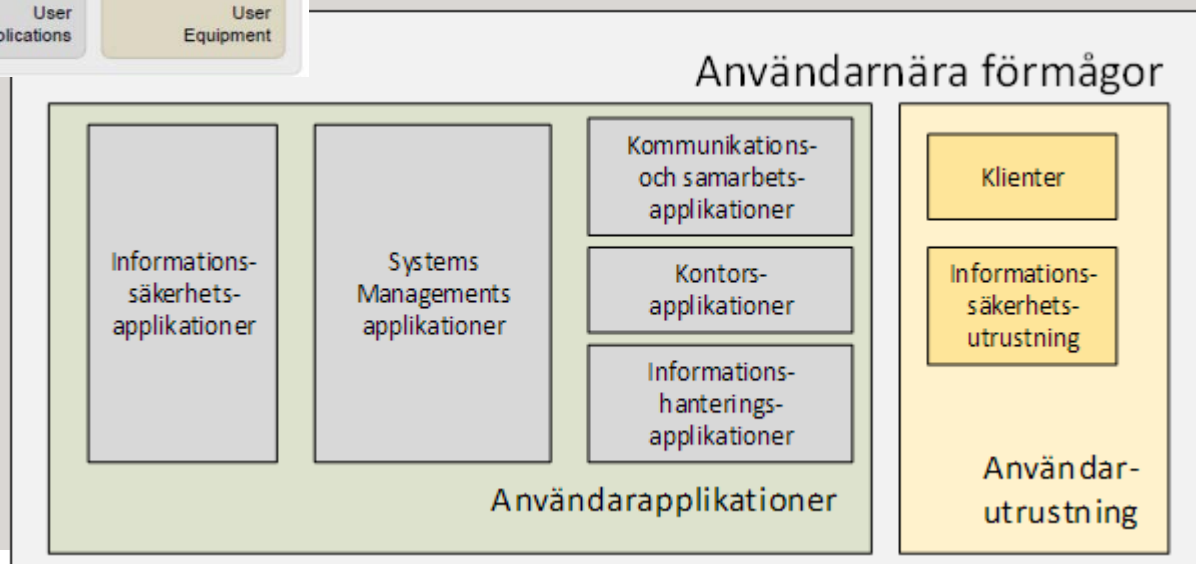 User
User
Equipment
Användarnära förmågor
Informations-
säkerhets-
applikationer
Systems
Managements
applikationer
Kommunikations-
och samarbets-
applikationer
Kontors-
applikationer
Informations-
hanterings-
applikationer
Användarapplikationer
Klienter
Informations-
säkerhets-
utrustning
Användar-
utrustning